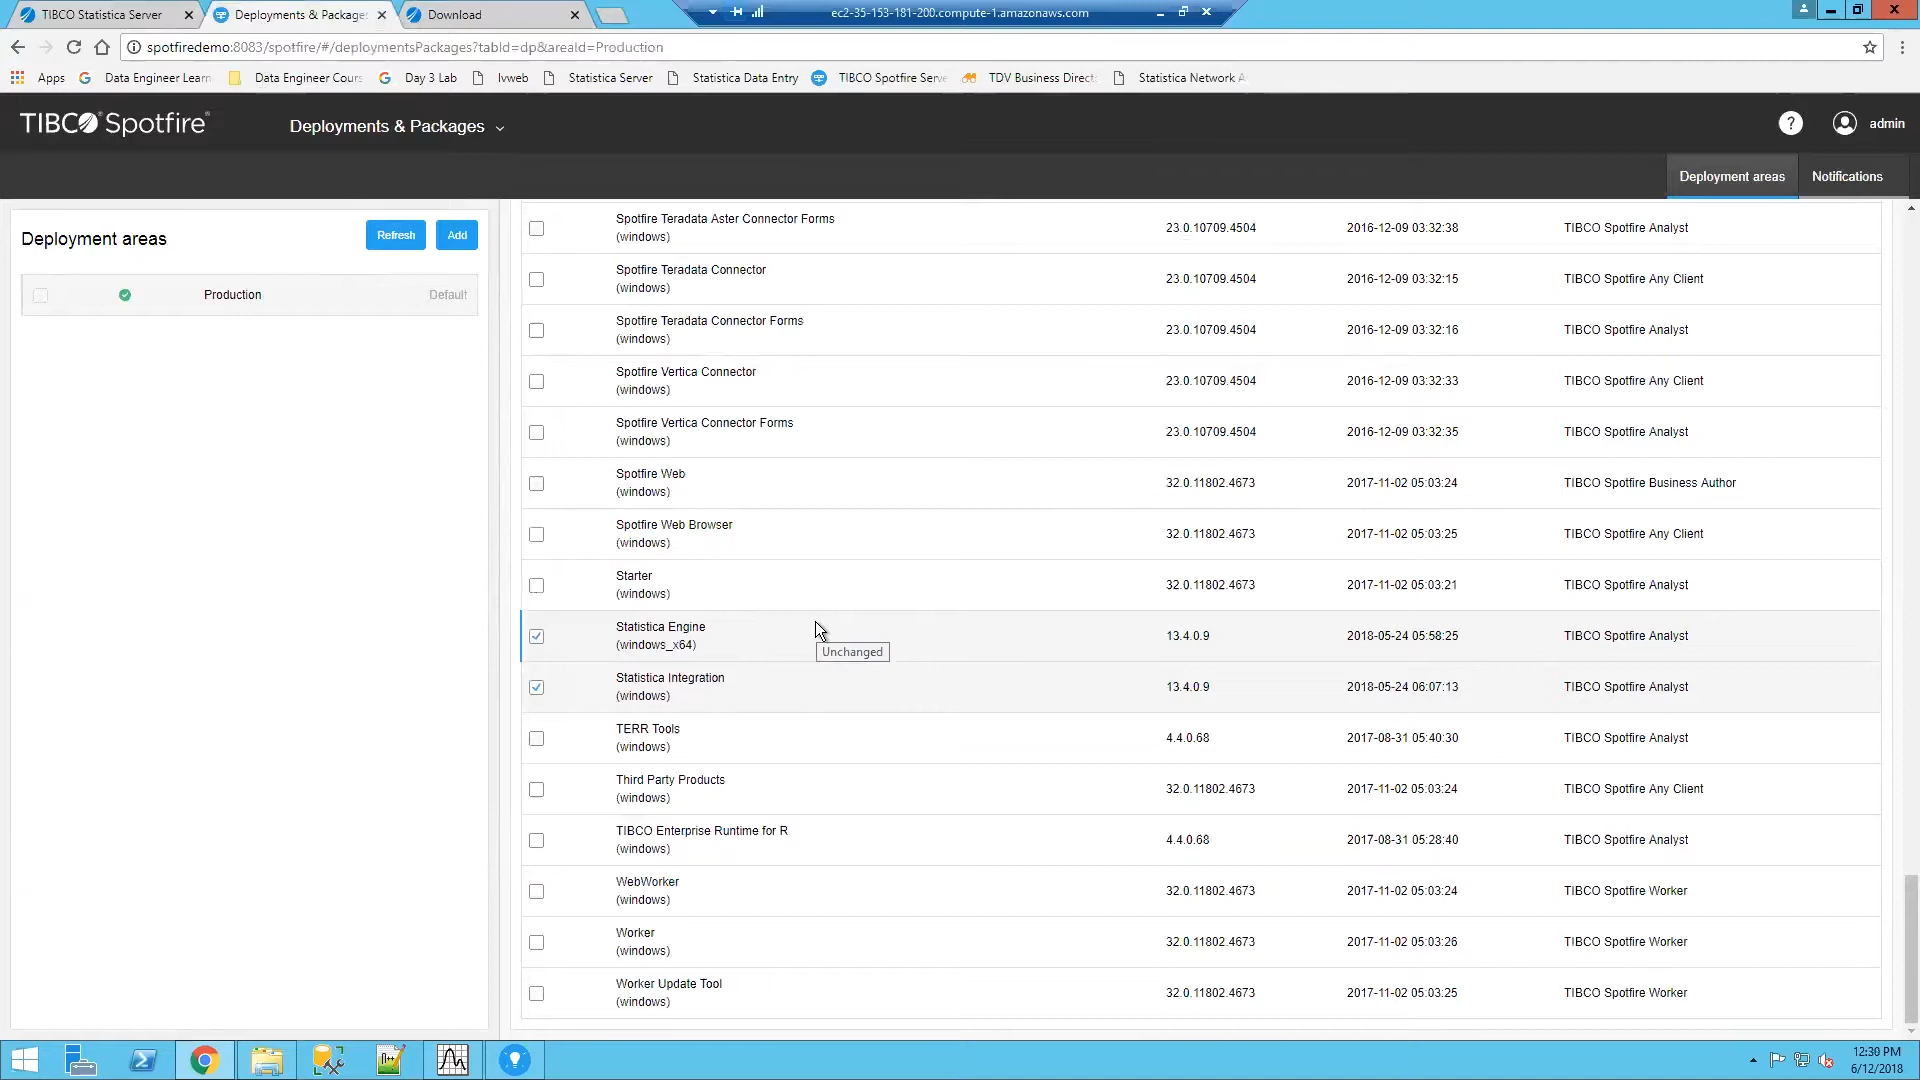 TIBCO Statistica Server
Deployments & Package
Download
ec2-35-153-181-200.compute-1.amazonaws.com
spotfiredemo:8083/spotfire/#/deploymentsPackages?tabId=dp&areaId=Production
Apps
Data Engineer Learn
Data Engineer Cour
Day 3 Lab
lvweb
Statistica Server
Statistica Data Entry
TIBCO Spotfire Serv
TDV Business Direct
Statistica Network A
TIBCO Spotfire
Deployments & Packages
?
admin
Deployment areas
Notifications
Deployment areas
Refresh
Add
Production
Default
Spotfire Teradata Aster Connector Forms
(windows)
23.0.10709.4504
2016-12-09 03:32:38
TIBCO Spotfire Analyst
Spotfire Teradata Connector
(windows)
23.0.10709.4504
2016-12-09 03:32:15
TIBCO Spotfire Any Client
Spotfire Teradata Connector Forms
(windows)
23.0.10709.4504
2016-12-09 03:32:16
TIBCO Spotfire Analyst
Spotfire Vertica Connector
(windows)
23.0.10709.4504
2016-12-09 03:32:33
TIBCO Spotfire Any Client
Spotfire Vertica Connector Forms
(windows)
23.0.10709.4504
2016-12-09 03:32:35
TIBCO Spotfire Analyst
Spotfire Web
(windows)
32.0.11802.4673
2017-11-02 05:03:24
TIBCO Spotfire Business Author
Spotfire Web Browser
(windows)
32.0.11802.4673
2017-11-02 05:03:25
TIBCO Spotfire Any Client
Starter
(windows)
32.0.11802.4673
2017-11-02 05:03:21
TIBCO Spotfire Analyst
Statistica Engine
(windows_x64)
Unchanged
13.4.0.9
2018-05-24 05:58:25
TIBCO Spotfire Analyst
Statistica Integration
(windows)
13.4.0.9
2018-05-24 06:07:13
TIBCO Spotfire Analyst
TERR Tools
(windows)
4.4.0.68
2017-08-31 05:40:30
TIBCO Spotfire Analyst
Third Party Products
(windows)
32.0.11802.4673
2017-11-02 05:03:24
TIBCO Spotfire Any Client
TIBCO Enterprise Runtime for R
(windows)
4.4.0.68
2017-08-31 05:28:40
TIBCO Spotfire Analyst
WebWorker
(windows)
32.0.11802.4673
2017-11-02 05:03:24
TIBCO Spotfire Worker
Worker
(windows)
32.0.11802.4673
2017-11-02 05:03:26
TIBCO Spotfire Worker
Worker Update Tool
(windows)
32.0.11802.4673
2017-11-02 05:03:25
TIBCO Spotfire Worker
12:30 PM
6/12/2018